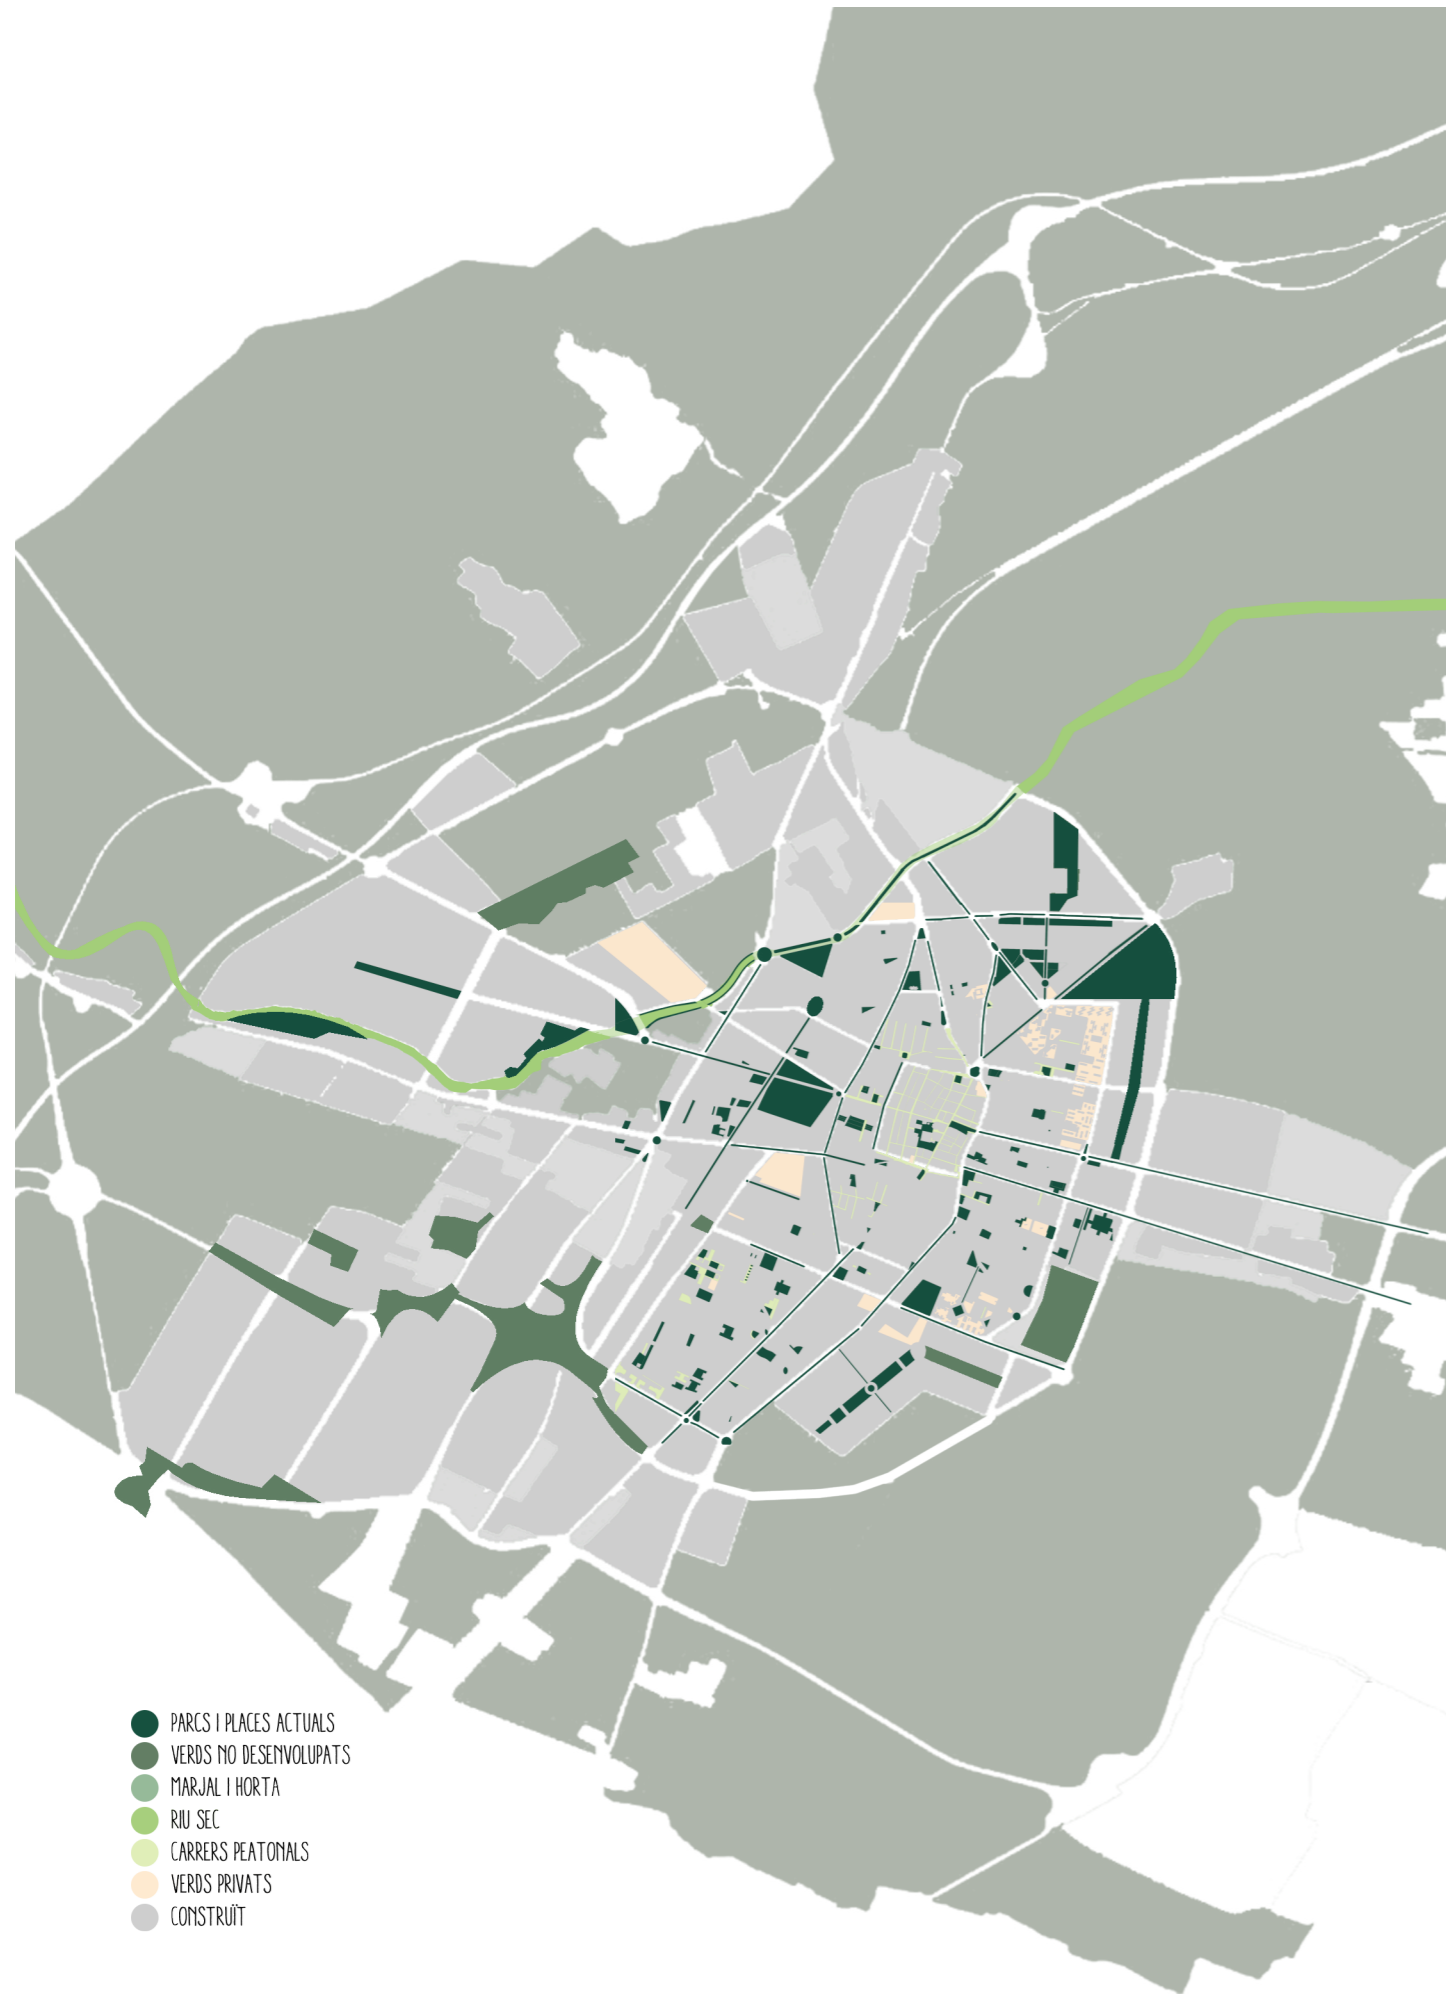 PARCS I PLACES ACTUALS
VERDS NO DESENVOLUPATS
MARJAL I HORTA
RIU SEC
CARRERS PEATONALS
VERDS PRIVATS
CONSTRUÏT